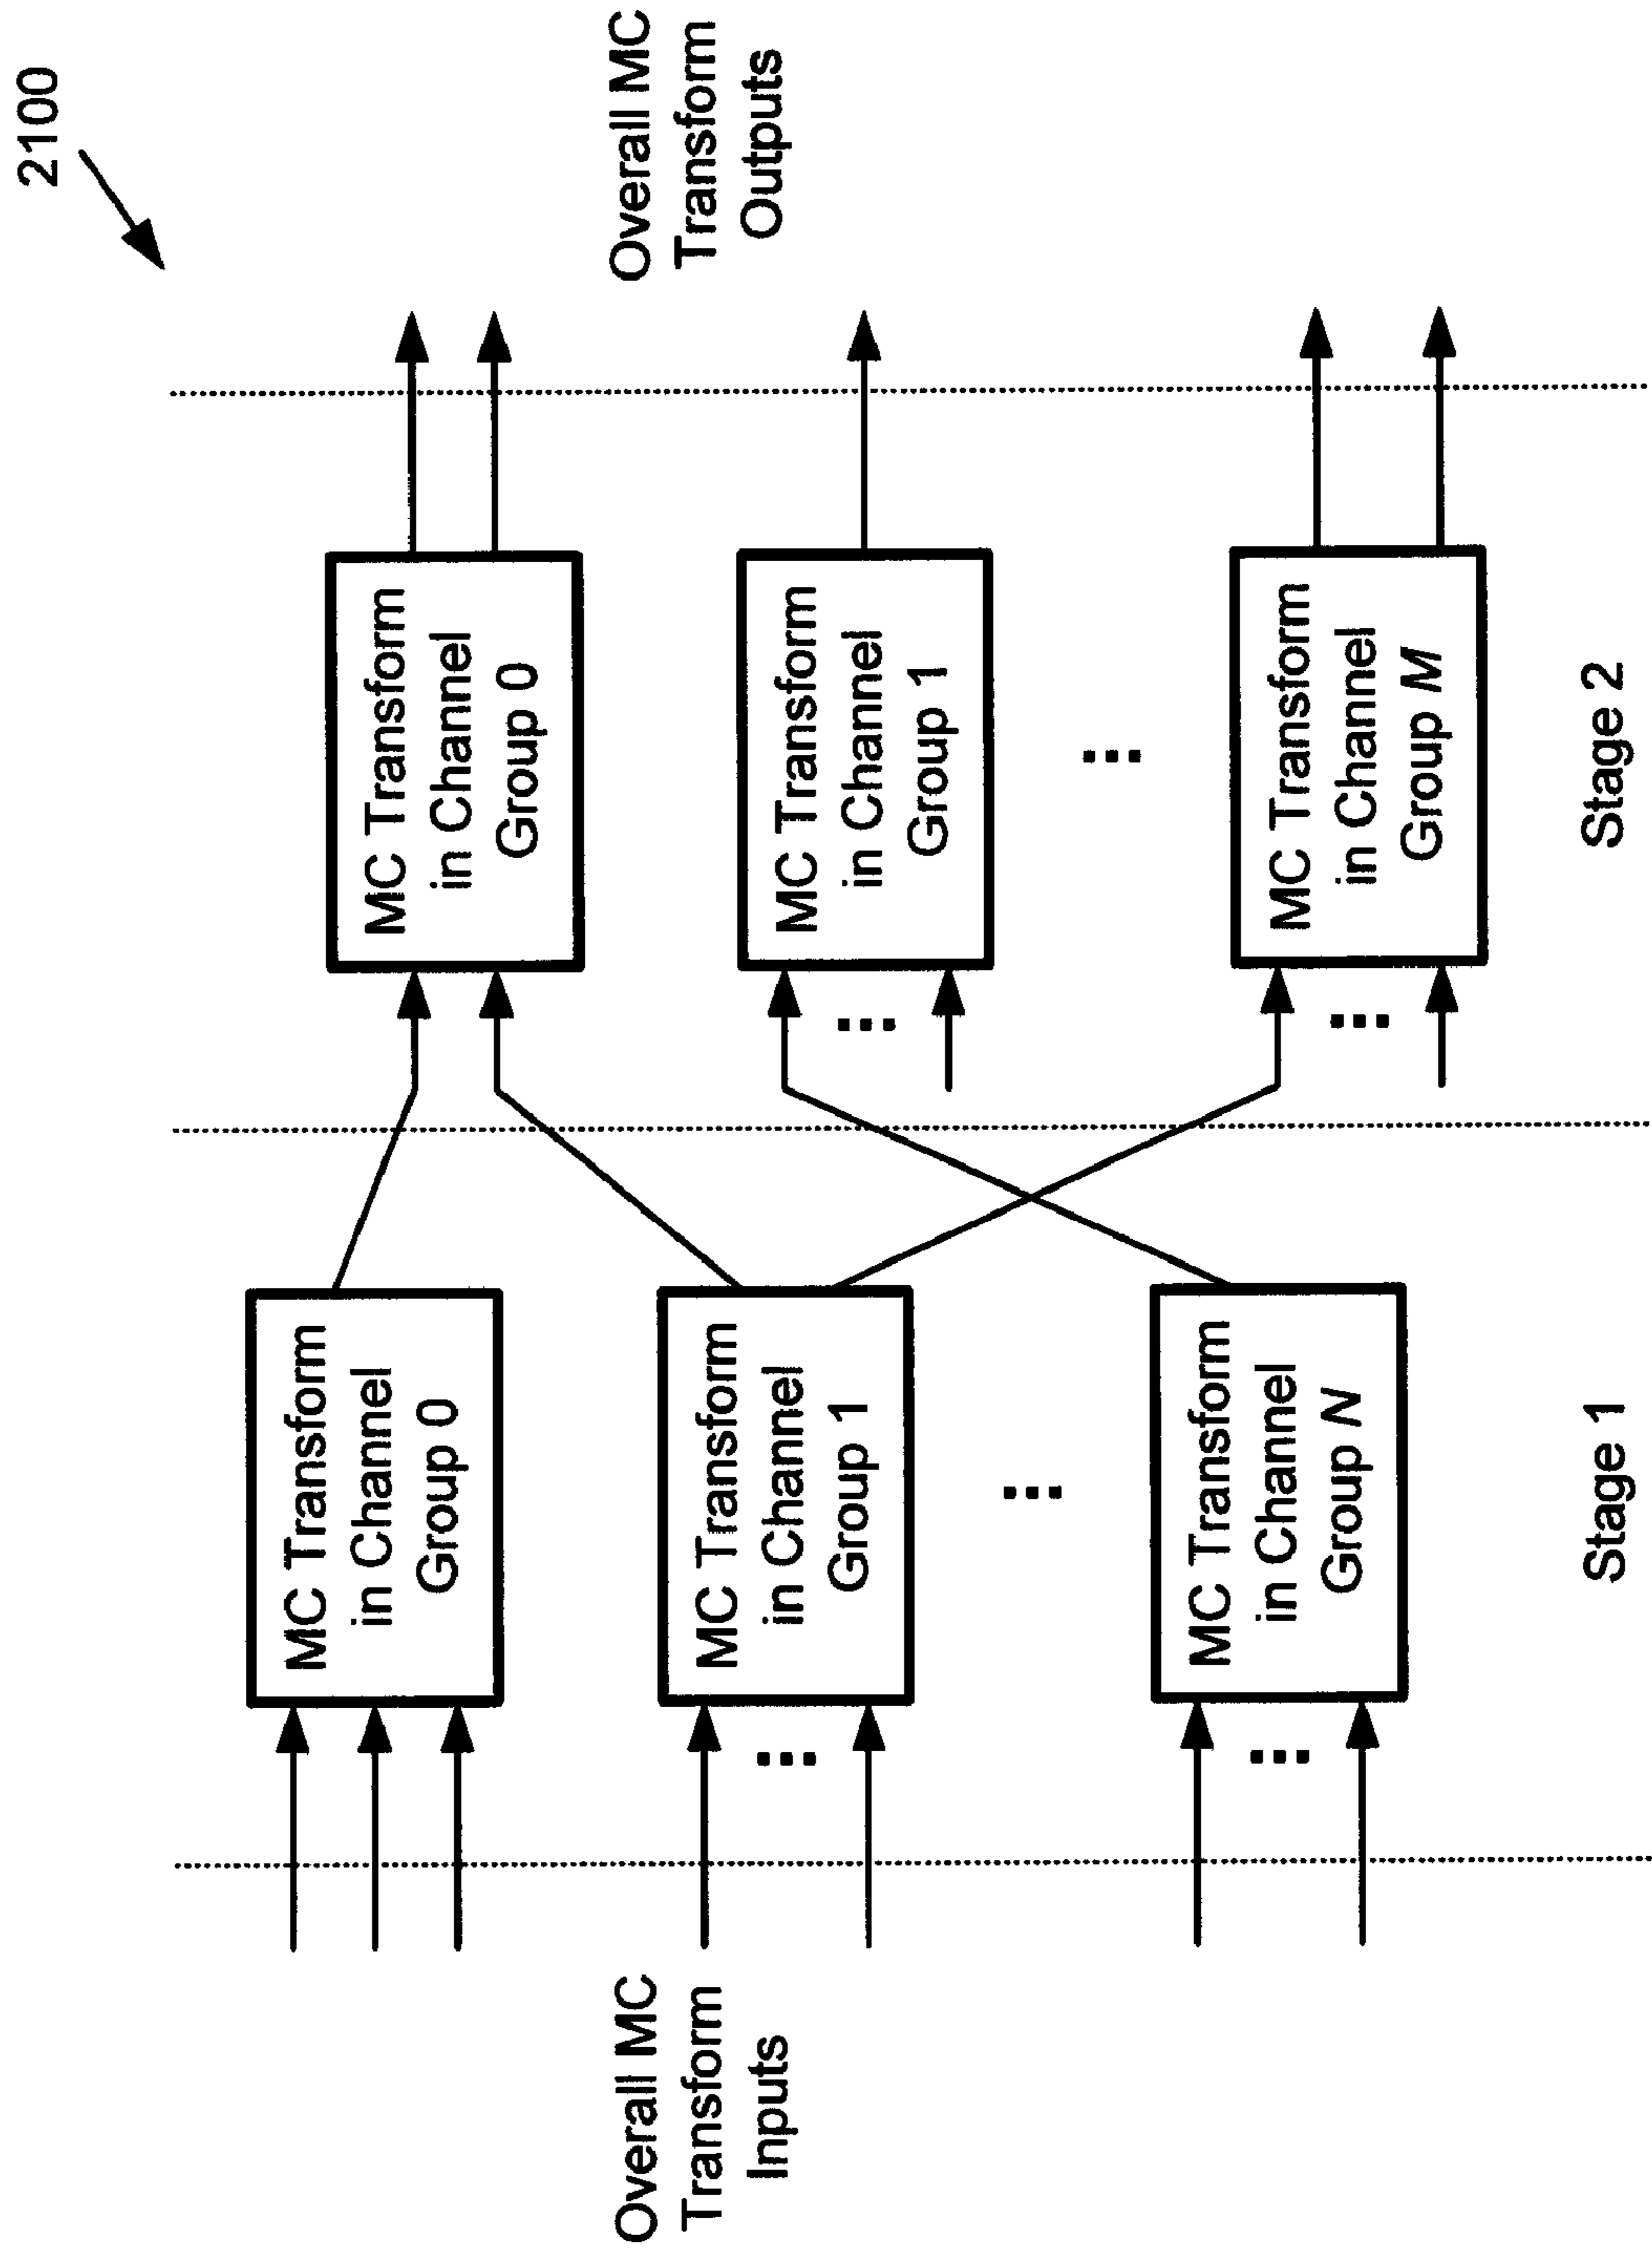 2100
Overall MC
Transform
Inputs
MC Transform
in Channel
Group 0
MC Transform
in Channel
Group 1
...
MC Transform
in Channel
Group N
Stage 1
MC Transform
in Channel
Group 0
MC Transform
in Channel
Group 1
...
MC Transform
in Channel
Group M
Stage 2
Overall MC
Transform
Outputs